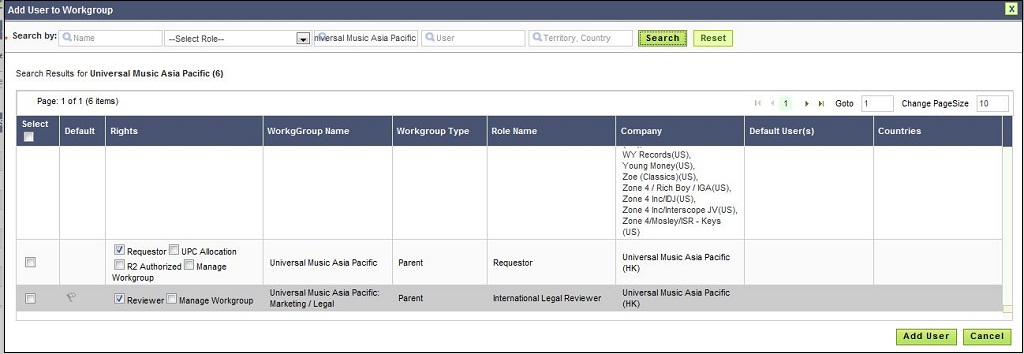 Add User to Workgroup X
Search by: Name --Select Role-- niversal Music Asia Pacific User Territory, Country Search Reset
Search Results for Universal Music Asia Pacific (6)
Page: 1 of 1 (6 items) 1 Goto 1 Change PageSize 10
Select Default Rights WorkgGroup Name Workgroup Type Role Name Company Default User(s) Countries
WY Records(US),
Young Money(US),
Zoe (Classics)(US),
Zone 4 / Rich Boy / IGA(US),
Zone 4 Inc/IDJ(US),
Zone 4 Inc/Interscope JV(US),
Zone 4/Mosley/ISR - Keys
(US)
Requestor UPC Allocation
R2 Authorized Manage
Workgroup
Universal Music Asia Pacific Parent Requestor
Universal Music Asia Pacific
(HK)
Reviewer Manage Workgroup
Universal Music Asia Pacific:
Marketing / Legal
Parent International Legal Reviewer
Universal Music Asia Pacific
(HK)
Add User Cancel